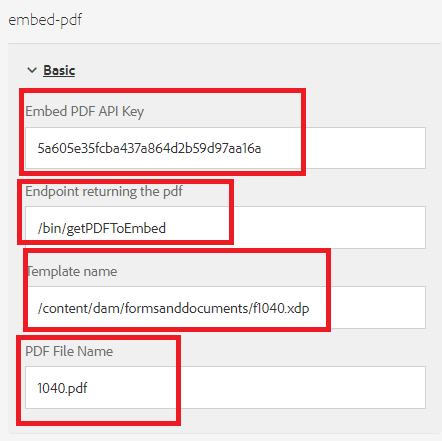 embed-pdf
Basic
Embed PDF API Key
5a605e35fcba437a864d2b59d97aa16a
Endpoint returning the pdf
/bin/getPDFToEmbed
Template name
/content/dam/formsanddocuments/f1040.xdp
PDF File Name
1040.pdf